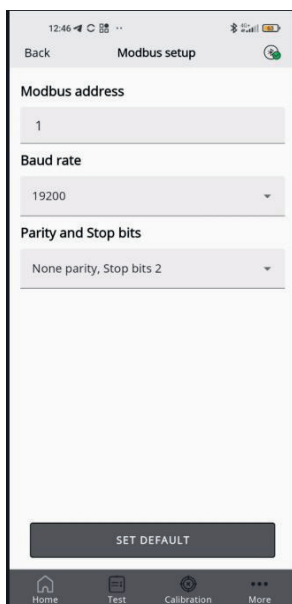 12:46
Back Modbus setup
Modbus address
1
Baud rate
19200
Parity and Stop bits
None parity, Stop bits 2
SET DEFAULT
Home Test Calibration More